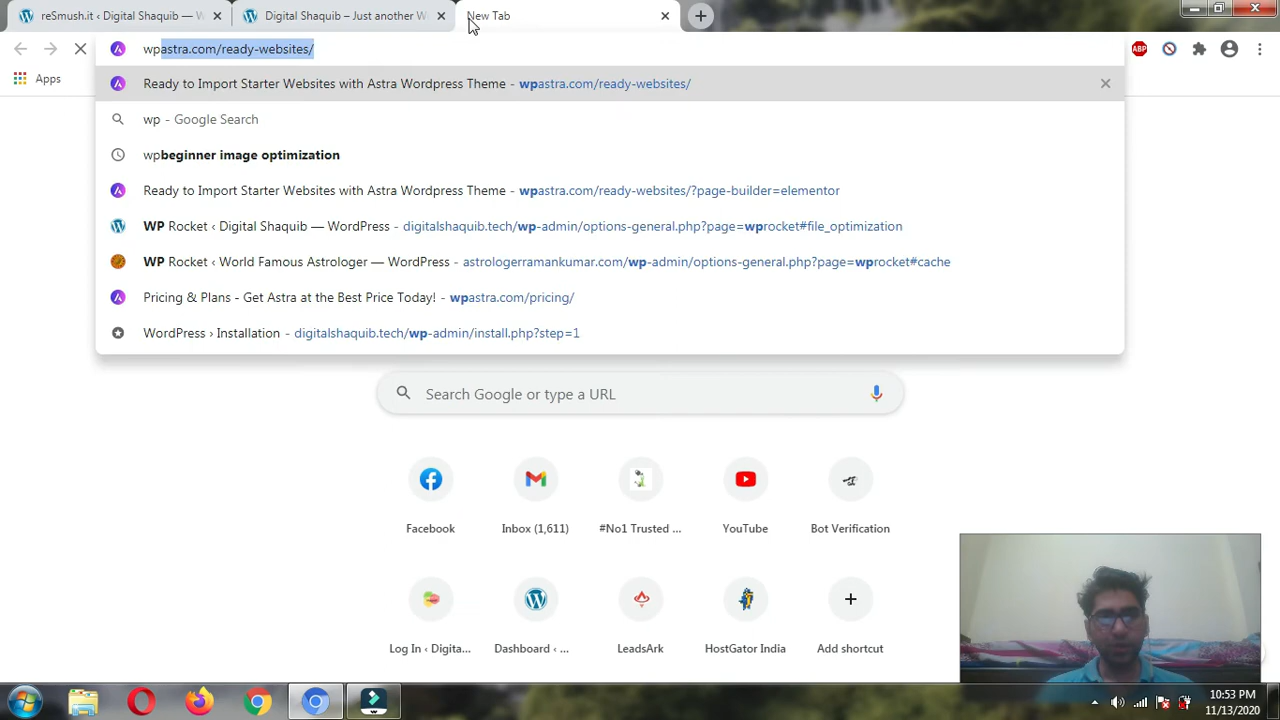 reSmush.it ‹ Digital Shaquib — W
Digital Shaquib – Just another W
New Tab
wpastra.com/ready-websites/
ABP
Apps
Ready to Import Starter Websites with Astra Wordpress Theme - wpastra.com/ready-websites/
wp - Google Search
wpbeginner image optimization
Ready to Import Starter Websites with Astra Wordpress Theme - wpastra.com/ready-websites/?page-builder=elementor
WP Rocket ‹ Digital Shaquib — WordPress - digitalshaquib.tech/wp-admin/options-general.php?page=wprocket#file_optimization
WP Rocket ‹ World Famous Astrologer — WordPress - astrologerramankumar.com/wp-admin/options-general.php?page=wprocket#cache
Pricing & Plans - Get Astra at the Best Price Today! - wpastra.com/pricing/
WordPress › Installation - digitalshaquib.tech/wp-admin/install.php?step=1
Search Google or type a URL
Facebook
Inbox (1,611)
#No1 Trusted ...
YouTube
Bot Verification
Log In ‹ Digita...
Dashboard ‹ ...
LeadsArk
HostGator India
Add shortcut
10:53 PM
11/13/2020